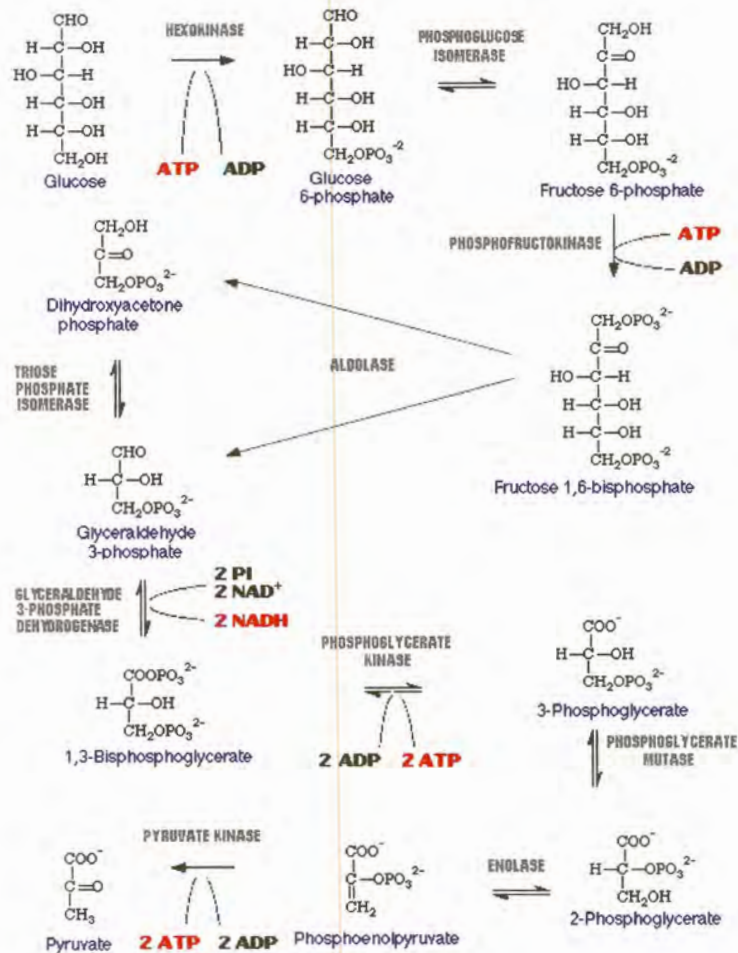 CHO
H–C–OH
HO–C–H
H–C–OH
H–C–OH
CH₂OH
Glucose
HEXOKINASE
ATP ADP
CHO
H–C–OH
HO–C–H
H–C–OH
H–C–OH
CH₂OPO₃⁻²
Glucose
6-phosphate
PHOSPHOGLUCOSE
ISOMERASE
CH₂OH
C=O
HO–C–H
H–C–OH
H–C–OH
CH₂OPO₃⁻²
Fructose 6-phosphate
PHOSPHOFRUCTOKINASE
ATP
ADP
CH₂OH
C=O
CH₂OPO₃²⁻
Dihydroxyacetone
phosphate
TRIOSE
PHOSPHATE
ISOMERASE
ALDOLASE
CH₂OPO₃⁻²
C=O
HO–C–H
H–C–OH
H–C–OH
CH₂OPO₃⁻²
Fructose 1,6-bisphosphate
CHO
H–C–OH
CH₂OPO₃²⁻
Glyceraldehyde
3-phosphate
GLYCERALDEHYDE
3-PHOSPHATE
DEHYDROGENASE
2 PI
2 NAD⁺
2 NADH
COOPO₃²⁻
H–C–OH
CH₂OPO₃²⁻
1,3-Bisphosphoglycerate
PHOSPHOGLYCERATE
KINASE
2 ADP 2 ATP
COO⁻
H–C–OH
CH₂OPO₃²⁻
3-Phosphoglycerate
PHOSPHOGLYCERATE
MUTASE
COO⁻
H–C–OPO₃²⁻
CH₂OH
2-Phosphoglycerate
ENOLASE
COO⁻
C–OPO₃²⁻
CH₂
Phosphoenolpyruvate
PYRUVATE KINASE
2 ATP 2 ADP
COO⁻
C=O
CH₃
Pyruvate